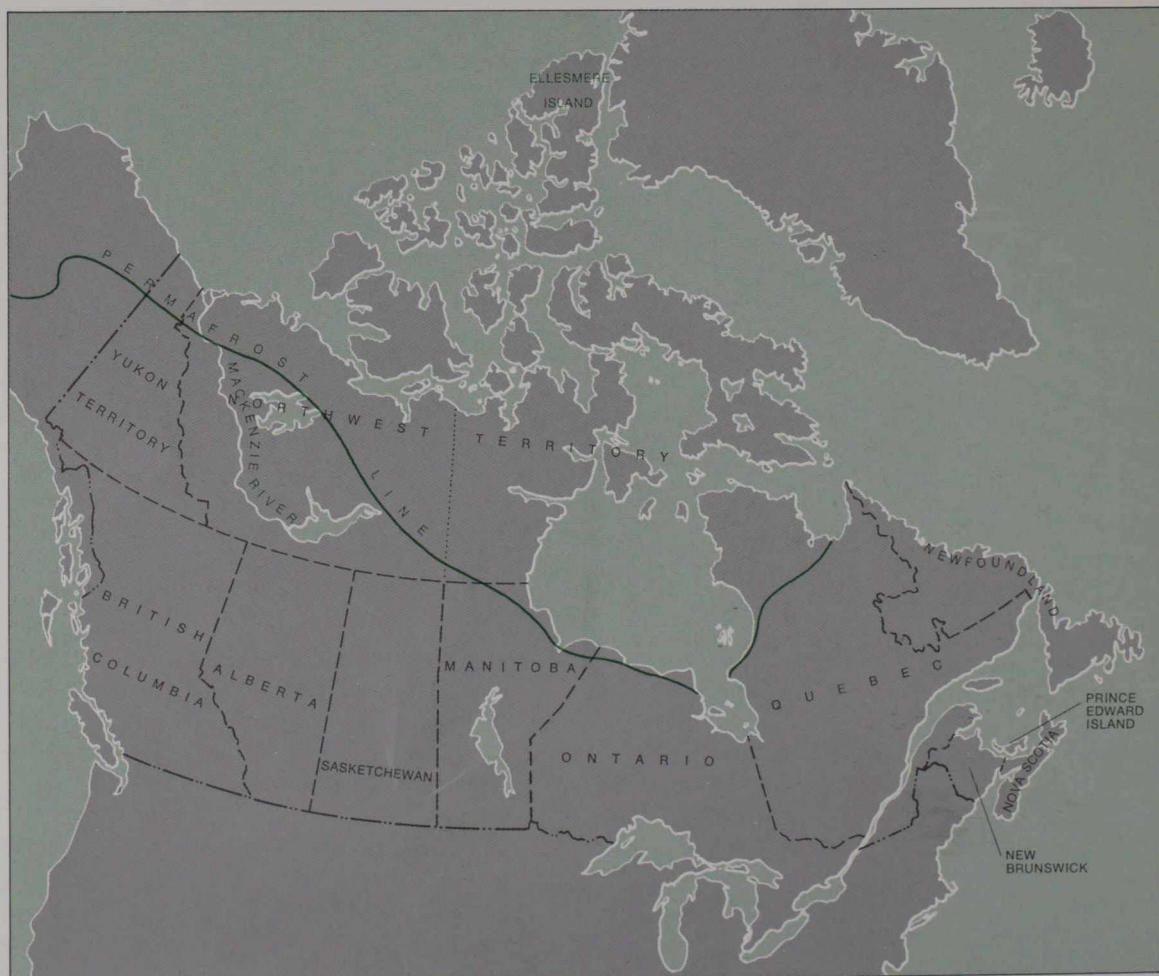 ELLESMERE
ISLAND
PERMAFROST LINE
YUKON
TERRITORY
MACKENZIE RIVER
NORTHWEST TERRITORY
NEWFOUNDLAND
BRITISH
COLUMBIA
ALBERTA
SASKETCHEWAN
MANITOBA
ONTARIO
QUEBEC
PRINCE
EDWARD
ISLAND
NOVA SCOTIA
NEW
BRUNSWICK